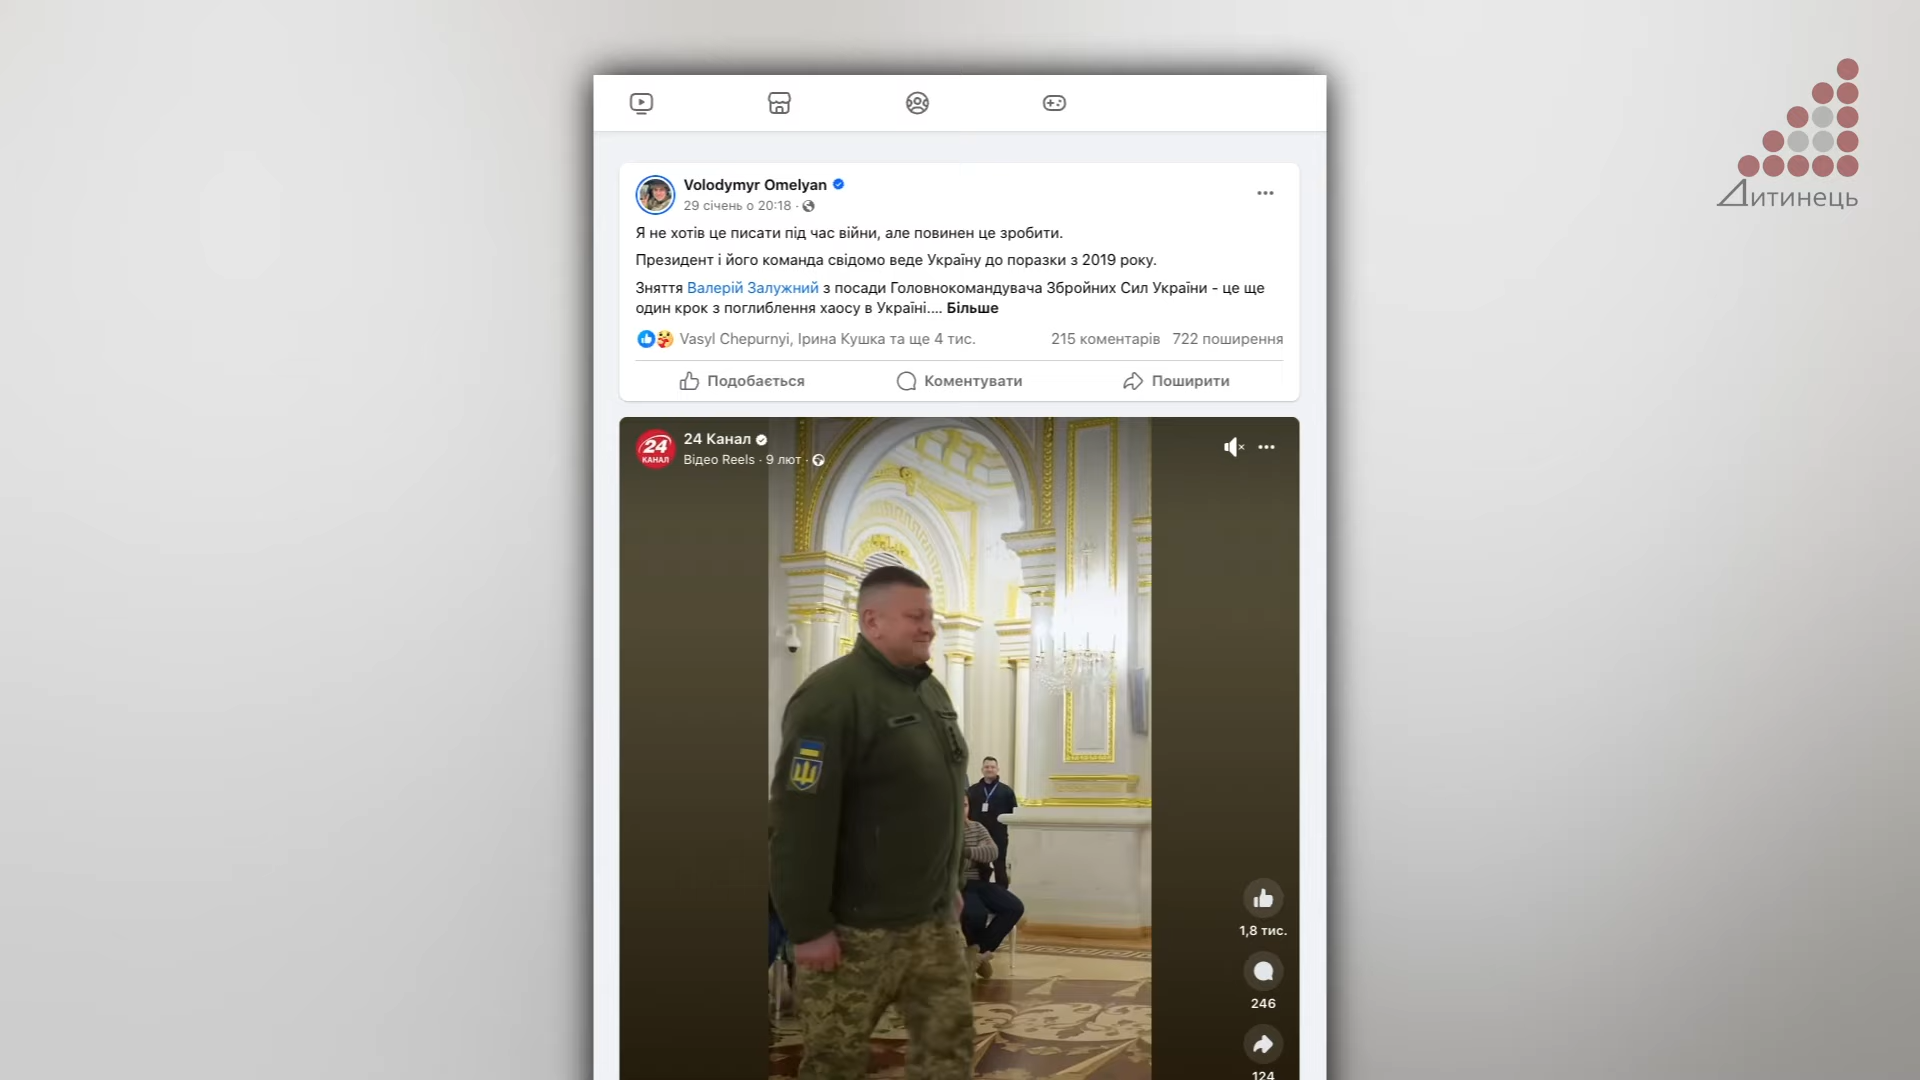 Дитинець
Volodymyr Omelyan
29 січень о 20:18 ·
Я не хотів це писати під час війни, але повинен це зробити.
Президент і його команда свідомо веде Україну до поразки з 2019 року.
Зняття Валерій Залужний з посади Головнокомандувача Збройних Сил України - це ще
один крок з поглиблення хаосу в Україні.... Більше
Vasyl Chepurnyi, Ірина Кушка та ще 4 тис. 215 коментарів 722 поширення
Подобається Коментувати Поширити
24
КАНАЛ
24 Канал
Відео Reels · 9 лют ·
1,8 тис.
246
124